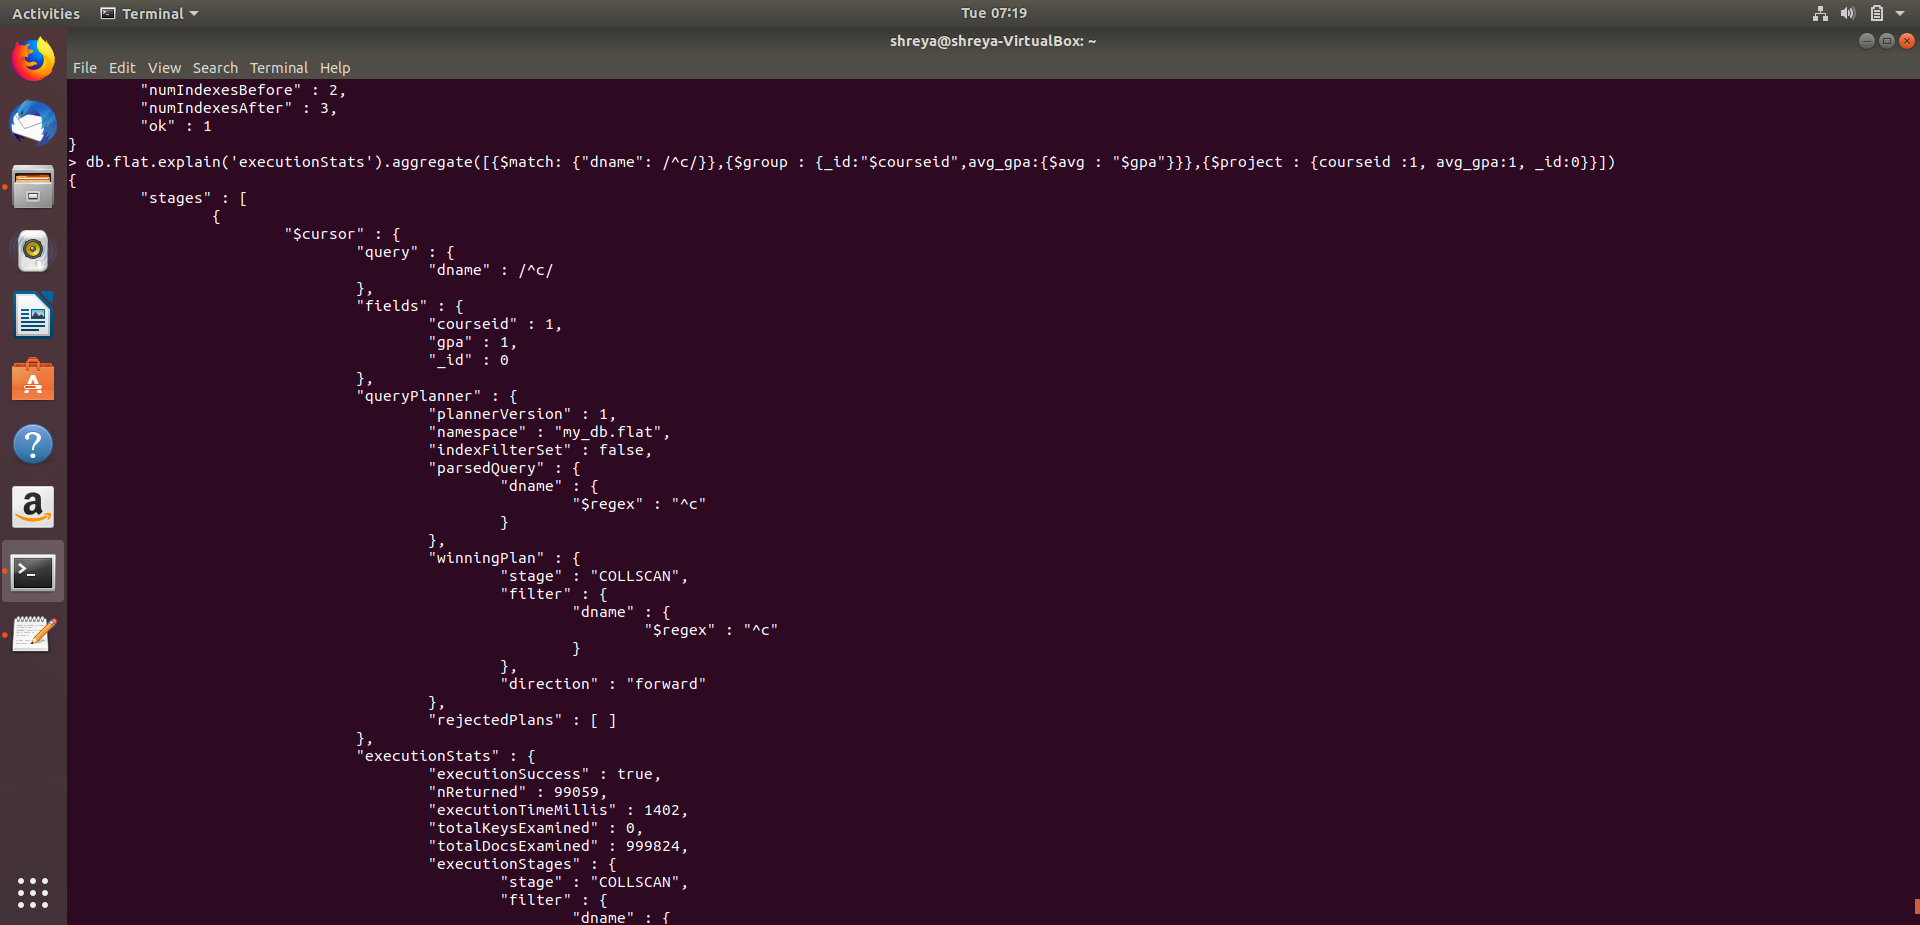 Activities
Terminal
Tue 07:19
shreya@shreya-VirtualBox: ~
File Edit View Search Terminal Help
"numIndexesBefore" : 2,
"numIndexesAfter" : 3,
"ok" : 1
}
> db.flat.explain('executionStats').aggregate([{$match: {"dname": /^c/}},{$group : {_id:"$courseid",avg_gpa:{$avg : "$gpa"}}},{$project : {courseid :1, avg_gpa:1, _id:0}}])
{
"stages" : [
{
"$cursor" : {
"query" : {
"dname" : /^c/
},
"fields" : {
"courseid" : 1,
"gpa" : 1,
"_id" : 0
},
"queryPlanner" : {
"plannerVersion" : 1,
"namespace" : "my_db.flat",
"indexFilterSet" : false,
"parsedQuery" : {
"dname" : {
"$regex" : "^c"
}
},
"winningPlan" : {
"stage" : "COLLSCAN",
"filter" : {
"dname" : {
"$regex" : "^c"
}
},
"direction" : "forward"
},
"rejectedPlans" : [ ]
},
"executionStats" : {
"executionSuccess" : true,
"nReturned" : 99059,
"executionTimeMillis" : 1402,
"totalKeysExamined" : 0,
"totalDocsExamined" : 999824,
"executionStages" : {
"stage" : "COLLSCAN",
"filter" : {
"dname" : {